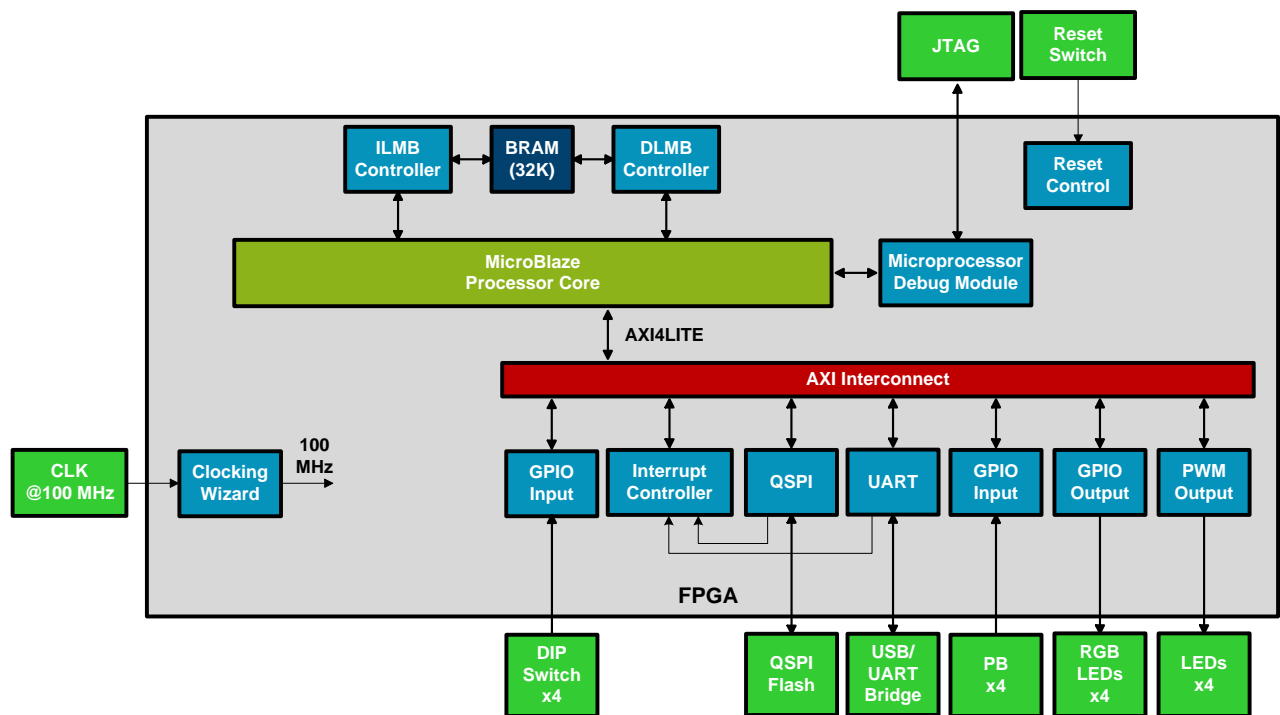 JTAG
Reset
Switch
ILMB
Controller
BRAM
(32K)
DLMB
Controller
Reset
Control
MicroBlaze
Processor Core
Microprocessor
Debug Module
AXI4LITE
AXI Interconnect
CLK
@100 MHz
Clocking
Wizard
100
MHz
GPIO
Input
Interrupt
Controller
QSPI
UART
GPIO
Input
GPIO
Output
PWM
Output
FPGA
DIP
Switch
x4
QSPI
Flash
USB/
UART
Bridge
PB
x4
RGB
LEDs
x4
LEDs
x4